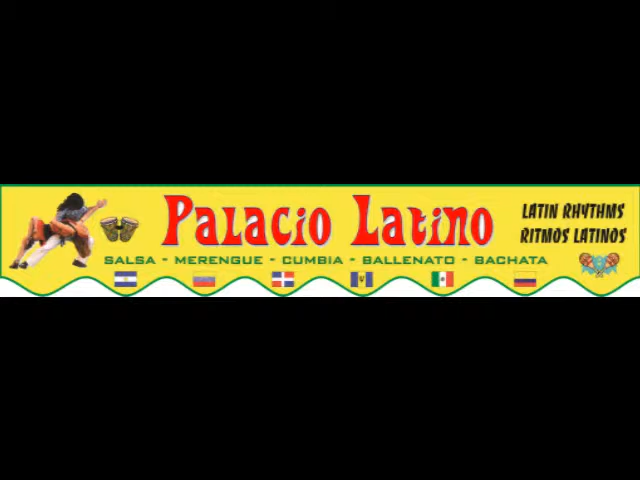 Palacio Latino
SALSA - MERENGUE - CUMBIA - BALLENATO - BACHATA
LATIN RHYTHMS
RITMOS LATINOS